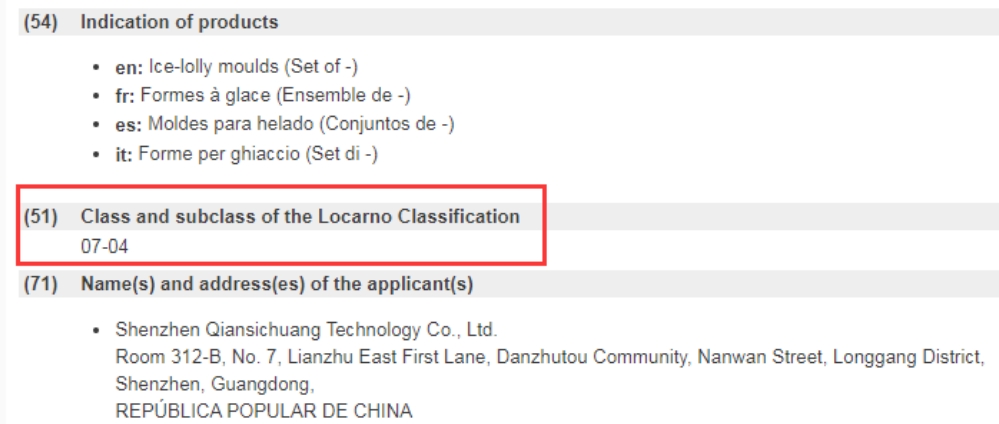 (54) Indication of products
• en: Ice-lolly moulds (Set of -)
• fr: Formes à glace (Ensemble de -)
• es: Moldes para helado (Conjuntos de -)
• it: Forme per ghiaccio (Set di -)
(51) Class and subclass of the Locarno Classification
07-04
(71) Name(s) and address(es) of the applicant(s)
• Shenzhen Qiansichuang Technology Co., Ltd.
Room 312-B, No. 7, Lianzhu East First Lane, Danzhutou Community, Nanwan Street, Longgang District,
Shenzhen, Guangdong,
REPÚBLICA POPULAR DE CHINA